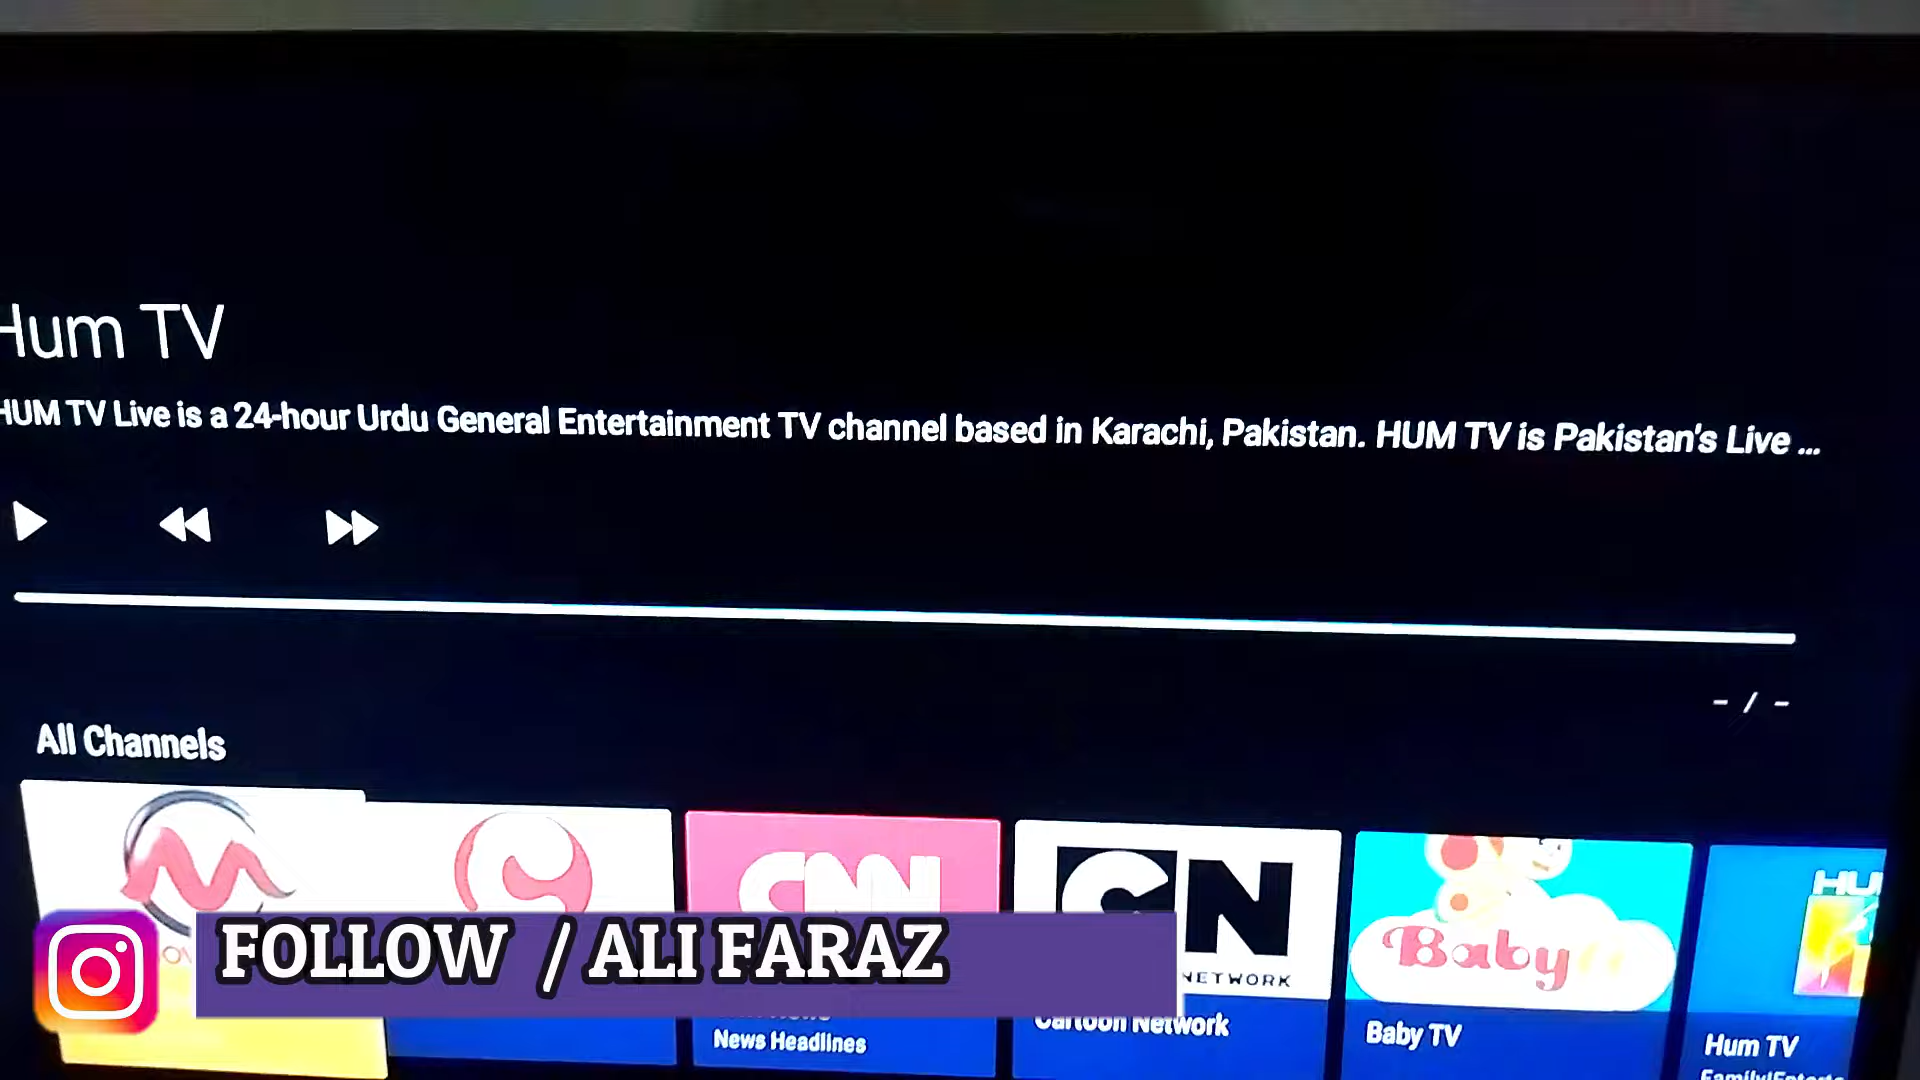 Hum TV
HUM TV Live is a 24-hour Urdu General Entertainment TV channel based in Karachi, Pakistan. HUM TV is Pakistan's Live ...
- / -
All Channels
CNN
CN
NETWORK
Baby
HU
FOLLOW / ALI FARAZ
News Headlines
Cartoon Network
Baby TV
Hum TV